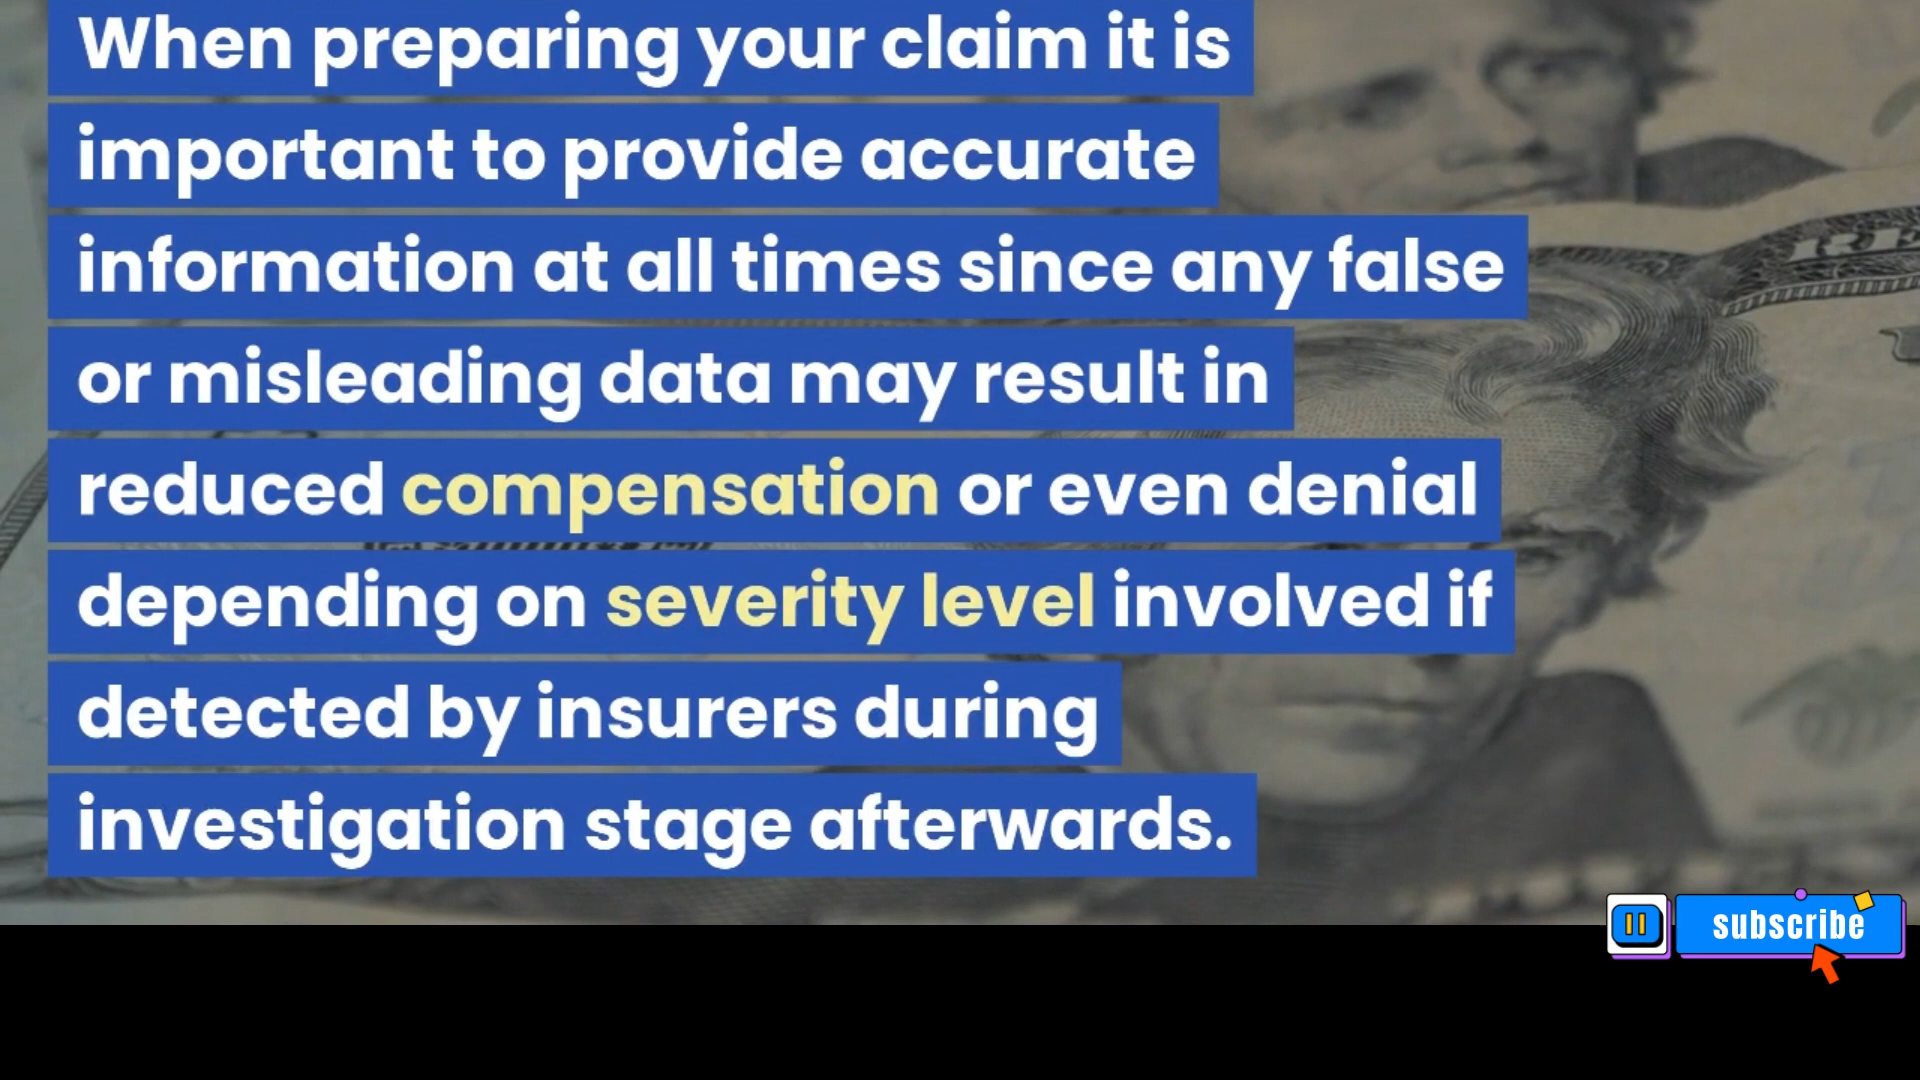 When preparing your claim it is
important to provide accurate
information at all times since any false
or misleading data may result in
reduced compensation or even denial
depending on severity level involved if
detected by insurers during
investigation stage afterwards.
subscribe